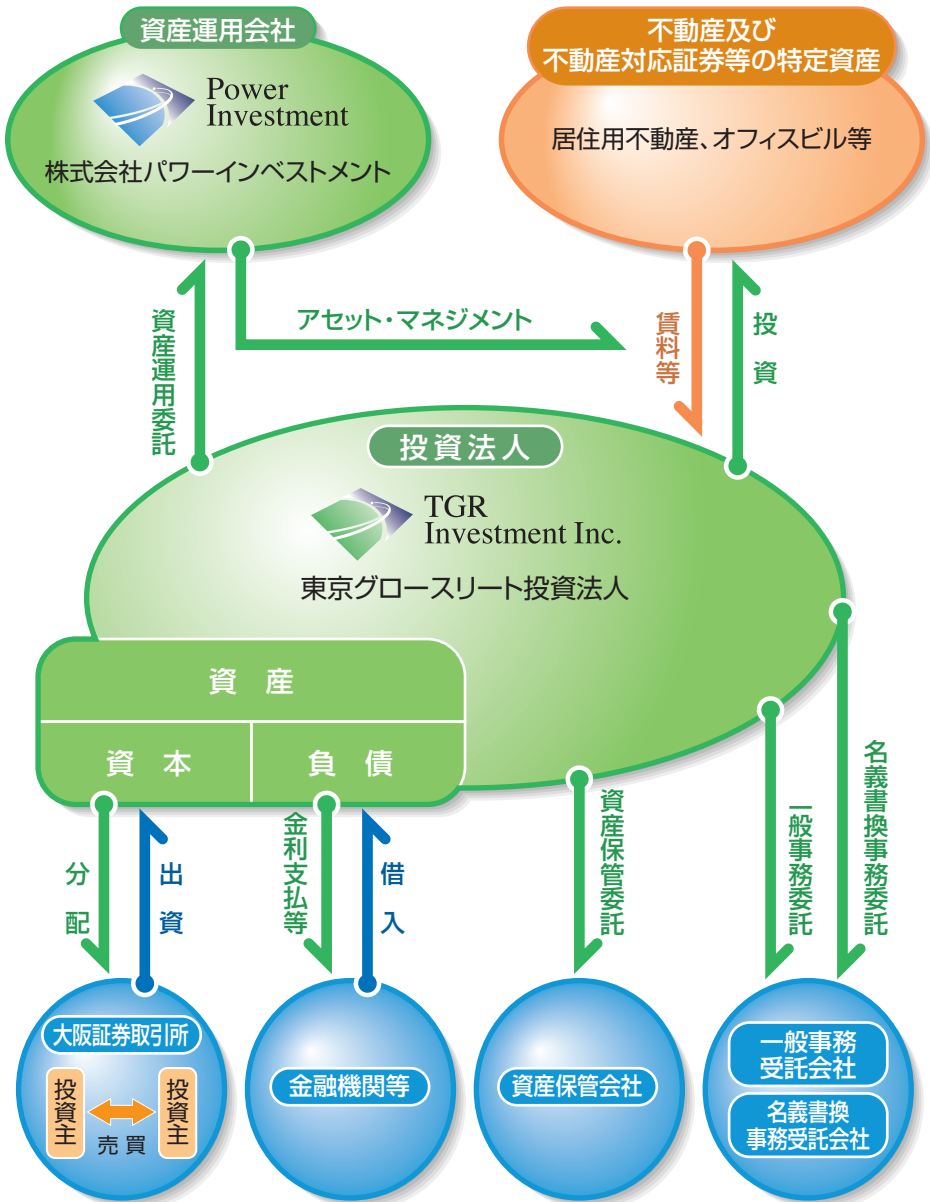 資産運用会社
Power
Investment
株式会社パワーインベストメント
不動産及び
不動産対応証券等の特定資産
居住用不動産、オフィスビル等
資産運用委託
アセット・マネジメント
賃料等
投資
投資法人
TGR
Investment Inc.
東京グロースリート投資法人
資産
資本
負債
分配
出資
金利支払等
借入
資産保管委託
一般事務委託
名義書換事務委託
大阪証券取引所
投資主
売買
投資主
金融機関等
資産保管会社
一般事務
受託会社
名義書換
事務受託会社